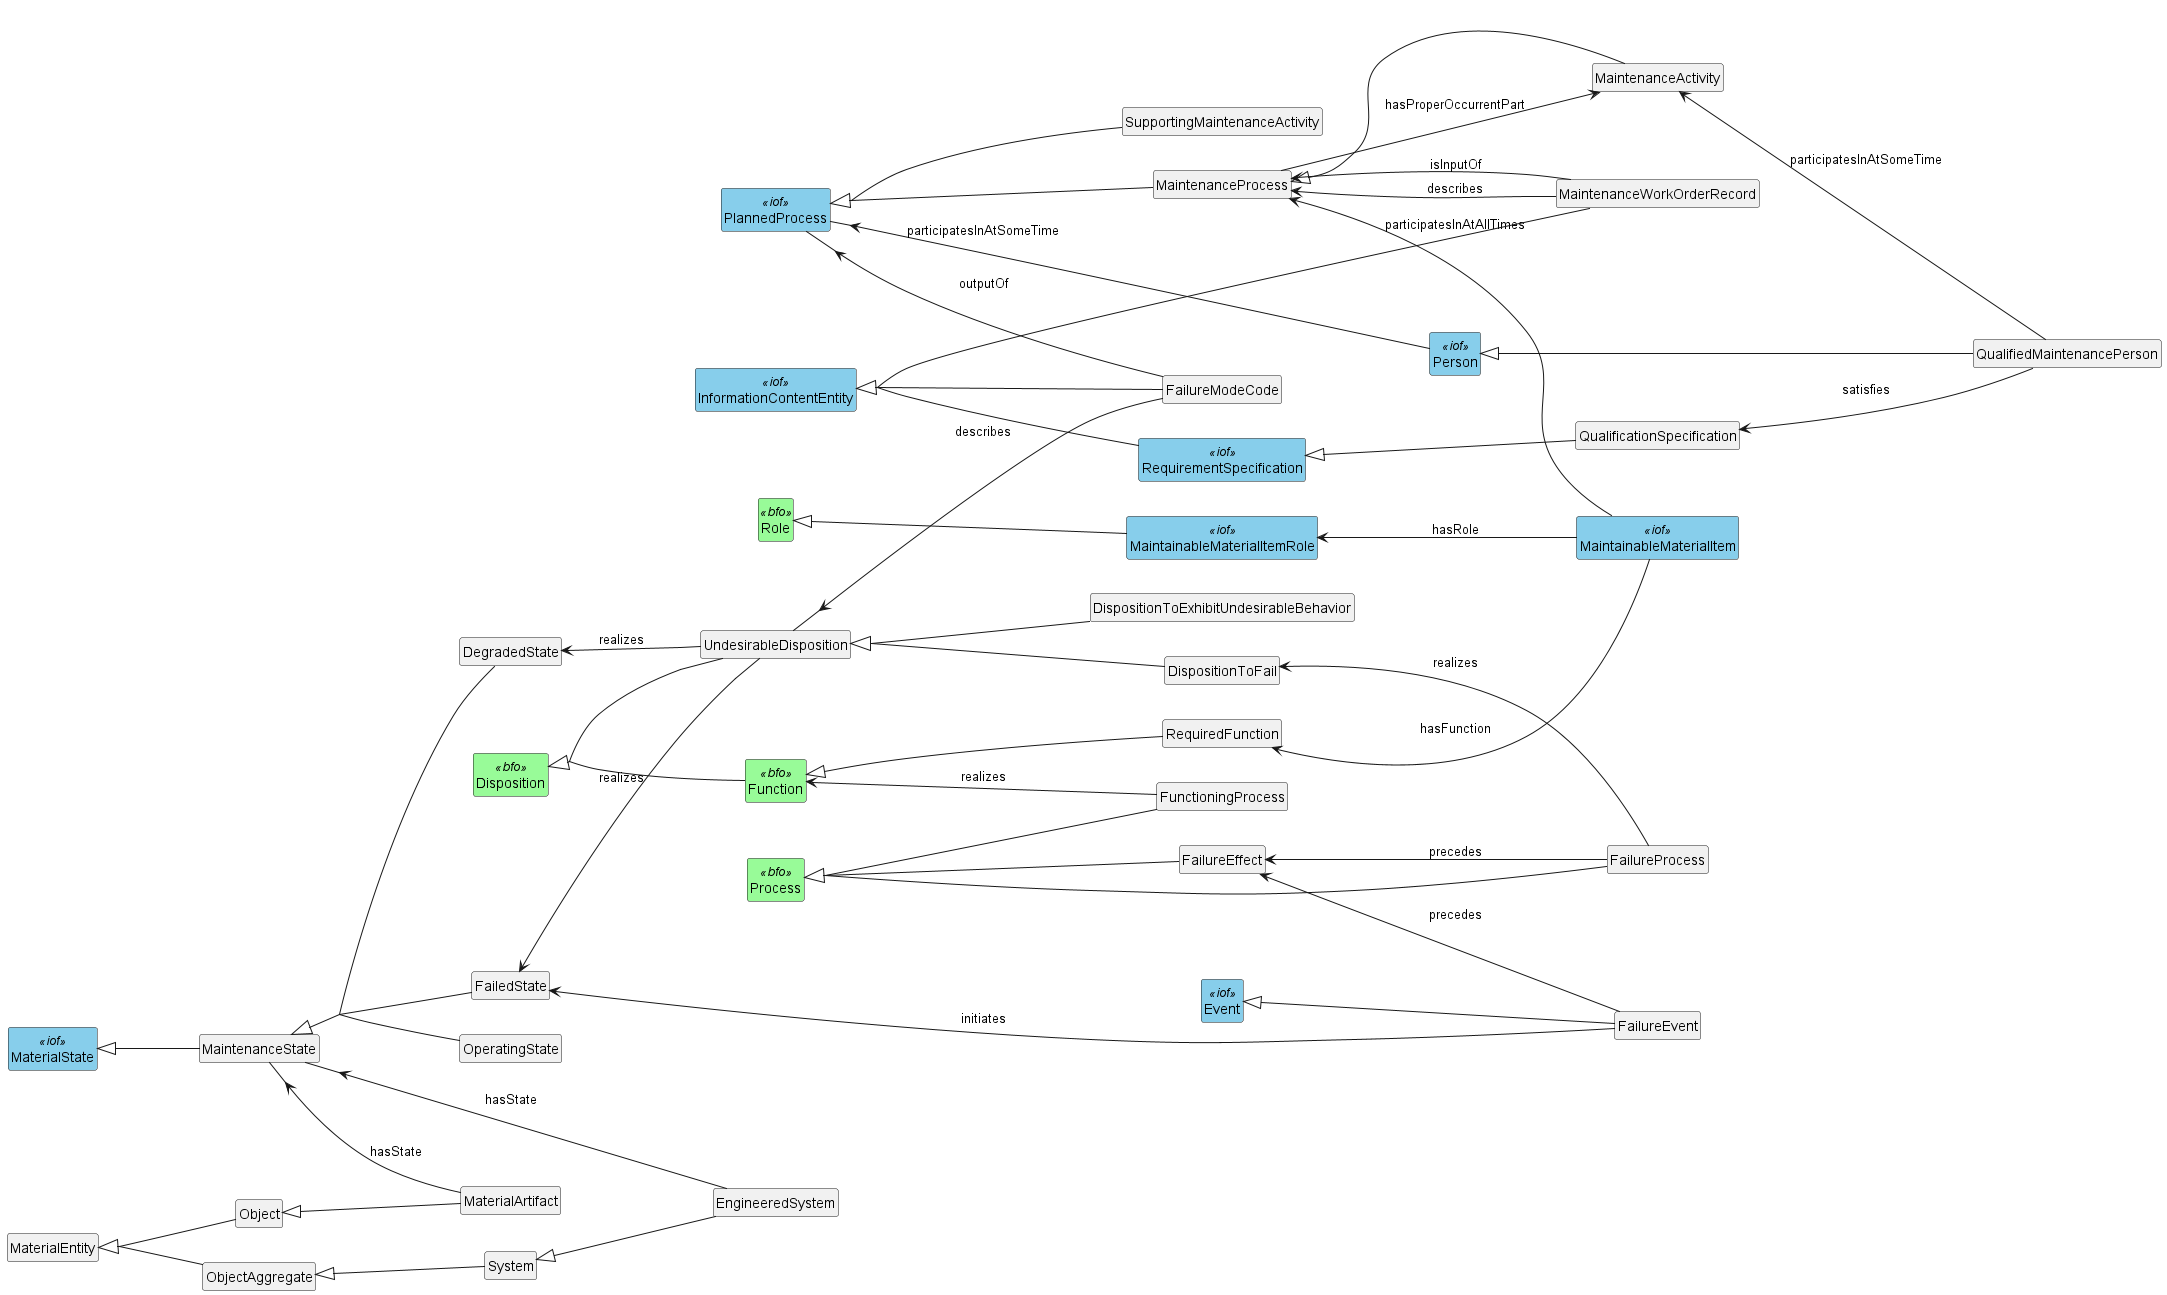 MaintenanceActivity
hasProperOccurrentPart
SupportingMaintenanceActivity
participatesInAtSomeTime
isInputOf
MaintenanceProcess
describes
MaintenanceWorkOrderRecord
«iof»
PlannedProcess
participatesInAtSomeTime
participatesInAtAllTimes
outputOf
«iof»
Person
QualifiedMaintenancePerson
«iof»
InformationContentEntity
FailureModeCode
satisfies
describes
QualificationSpecification
«iof»
RequirementSpecification
«bfo»
Role
«iof»
MaintainableMaterialItemRole
hasRole
«iof»
MaintainableMaterialItem
DispositionToExhibitUndesirableBehavior
DegradedState
realizes
UndesirableDisposition
DispositionToFail
realizes
RequiredFunction
hasFunction
«bfo»
Disposition
realizes
«bfo»
Function
realizes
FunctioningProcess
«bfo»
Process
FailureEffect
precedes
FailureProcess
precedes
FailedState
«iof»
Event
initiates
FailureEvent
«iof»
MaterialState
MaintenanceState
OperatingState
hasState
hasState
MaterialArtifact
EngineeredSystem
Object
MaterialEntity
ObjectAggregate
System